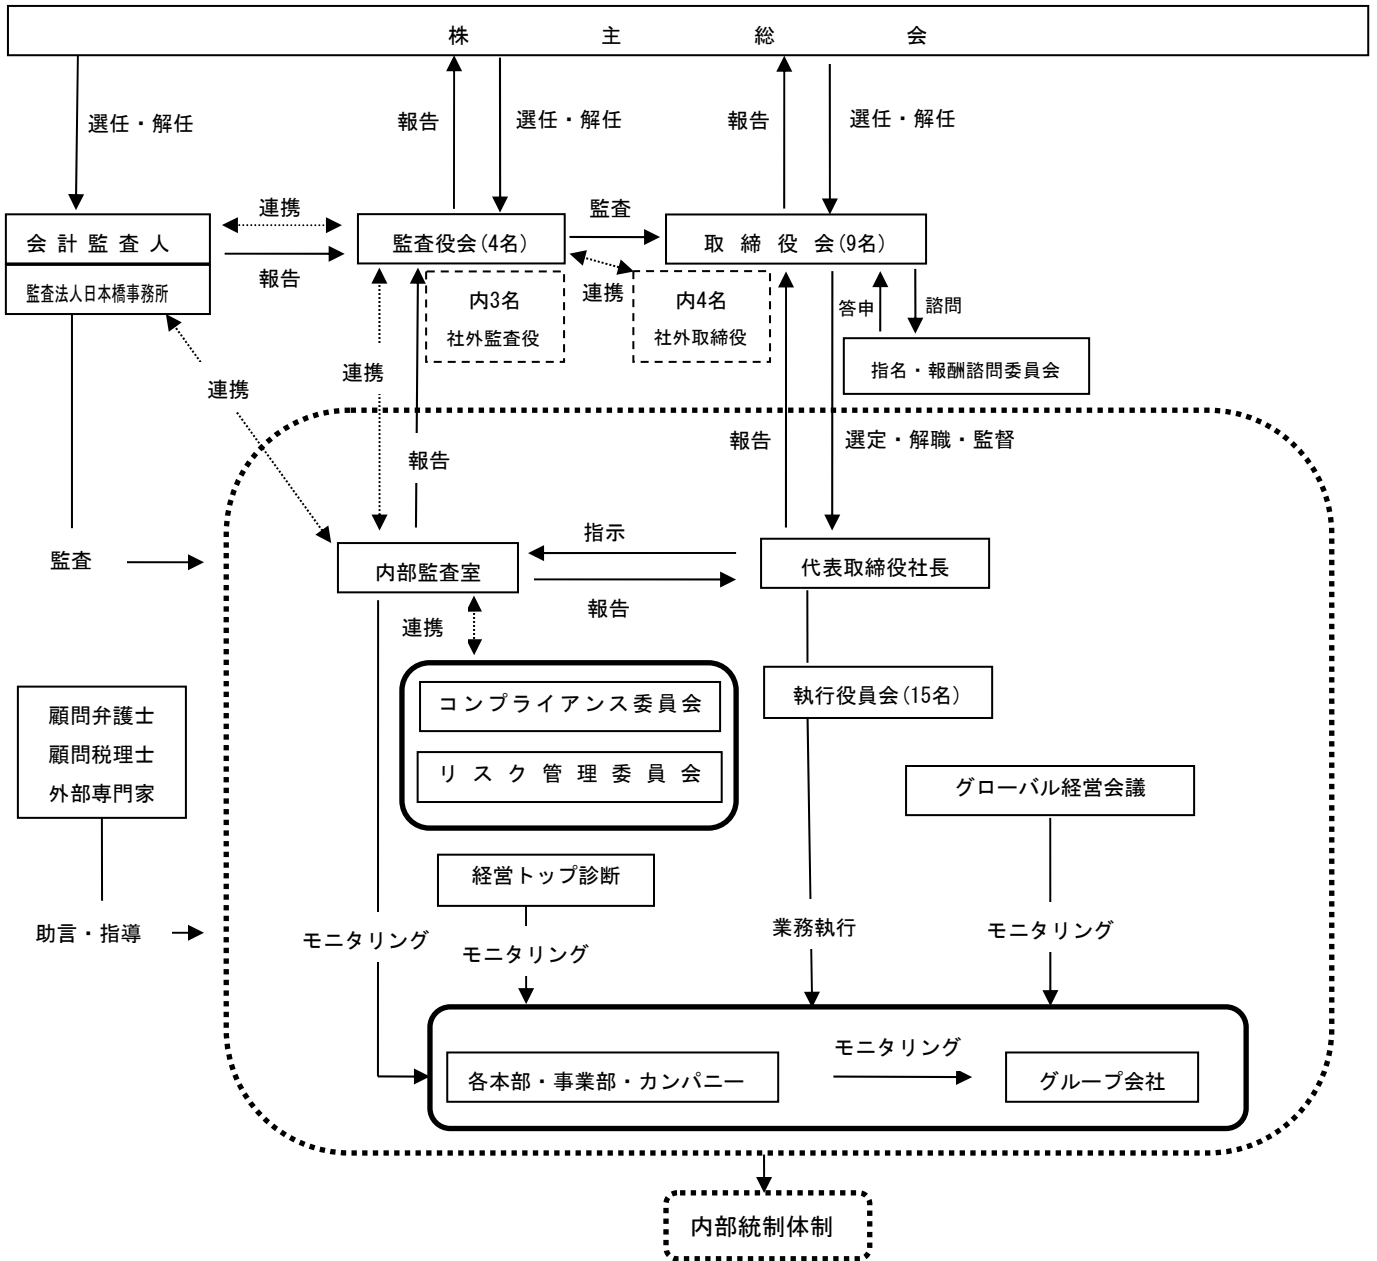 株主総会
選任・解任
報告
選任・解任
報告
選任・解任
会計監査人
監査法人日本橋事務所
連携
報告
監査役会(4名)
監査
取締役会(9名)
内3名
社外監査役
連携
内4名
社外取締役
答申
諮問
指名・報酬諮問委員会
連携
連携
報告
報告
選定・解職・監督
監査
内部監査室
指示
報告
代表取締役社長
連携
コンプライアンス委員会
リスク管理委員会
執行役員会(15名)
顧問弁護士
顧問税理士
外部専門家
グローバル経営会議
経営トップ診断
助言・指導
モニタリング
モニタリング
業務執行
モニタリング
各本部・事業部・カンパニー
モニタリング
グループ会社
内部統制体制